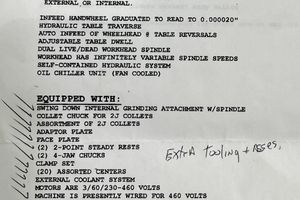 EXTERNAL, OR INTERNAL.
INFEED HANDWHEEL GRADUATED TO READ TO 0.000020"
HYDRAULIC TABLE TRAVERSE
AUTO INFEED OF WHEELHEAD @ TABLE REVERSALS
ADJUSTABLE TABLE DWELL
DUAL LIVE/DEAD WORKHEAD SPINDLE
WORKHEAD HAS INFINITELY VARIABLE SPINDLE SPEEDS
SELF-CONTAINED HYDRAULIC SYSTEM
OIL CHILLER UNIT (FAN COOLED)
EQUIPPED WITH:
SWING DOWN INTERNAL GRINDING ATTACHMENT W/SPINDLE
COLLET CHUCK FOR 2J COLLETS
ASSORTMENT OF 2J COLLETS
ADAPTOR PLATE
FACE PLATE
(2) 2-POINT STEADY RESTS
(2) 4-JAW CHUCKS
CLAMP SET
(20) ASSORTED CENTERS
EXTERNAL COOLANT SYSTEM
MOTORS ARE 3/60/230-460 VOLTS
MACHINE IS PRESENTLY WIRED FOR 460 VOLTS
Extra Tooling +